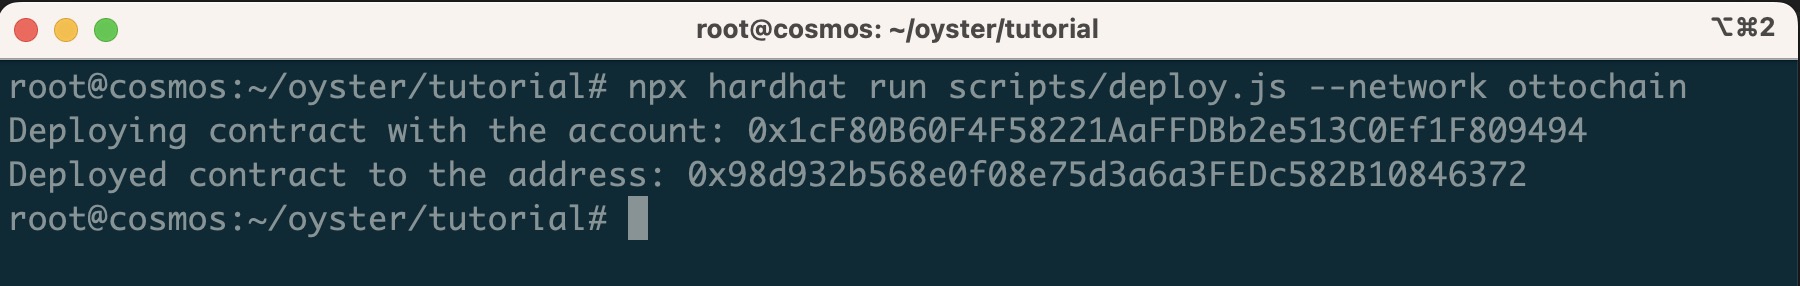 root@cosmos: ~/oyster/tutorial
⌥⌘2
root@cosmos:~/oyster/tutorial# npx hardhat run scripts/deploy.js --network ottochain
Deploying contract with the account: 0x1cF80B60F4F58221AaFFDBb2e513C0Ef1F809494
Deployed contract to the address: 0x98d932b568e0f08e75d3a6a3FEDc582B10846372
root@cosmos:~/oyster/tutorial#